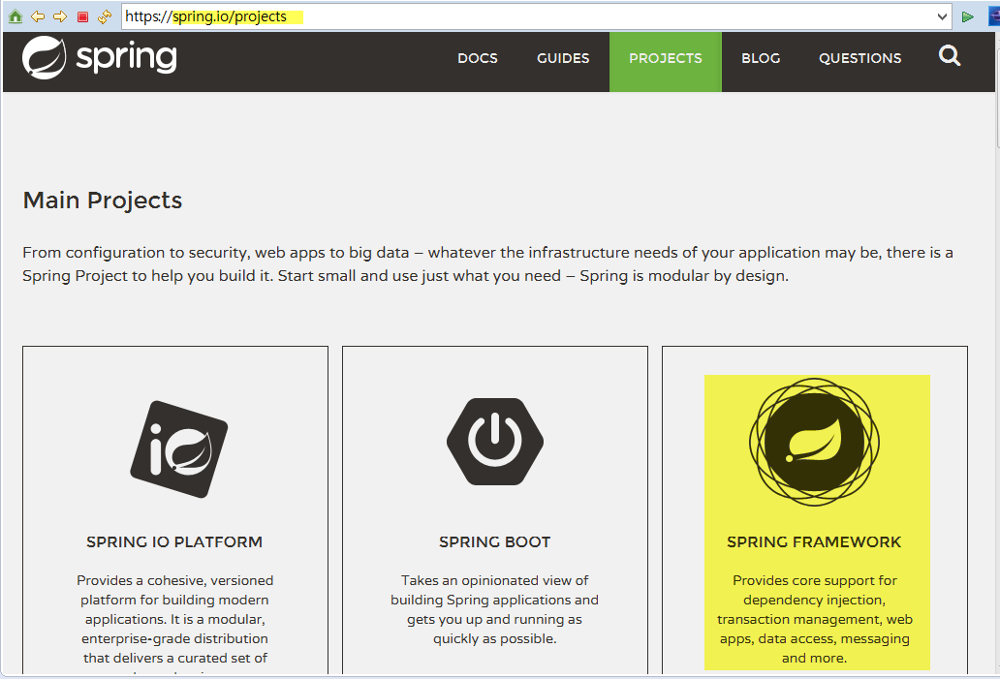 https://spring.io/projects
spring
DOCS GUIDES PROJECTS BLOG QUESTIONS
Main Projects
From configuration to security, web apps to big data – whatever the infrastructure needs of your application may be, there is a
Spring Project to help you build it. Start small and use just what you need – Spring is modular by design.
io
SPRING IO PLATFORM
Provides a cohesive, versioned
platform for building modern
applications. It is a modular,
enterprise-grade distribution
that delivers a curated set of
SPRING BOOT
Takes an opinionated view of
building Spring applications and
gets you up and running as
quickly as possible.
SPRING FRAMEWORK
Provides core support for
dependency injection,
transaction management, web
apps, data access, messaging
and more.